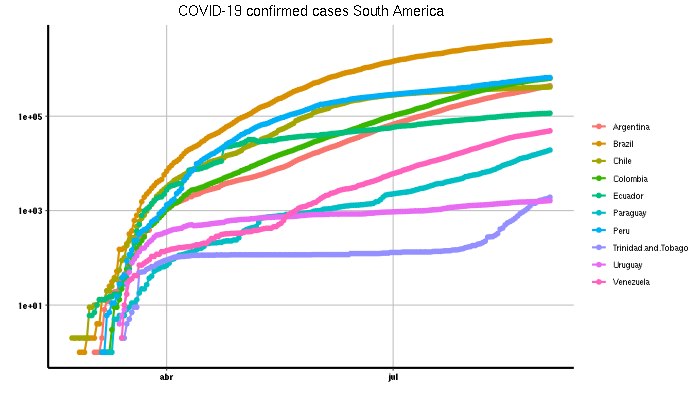 COVID-19 confirmed cases South America
1e+05
1e+03
1e+01
abr
jul
Argentina
Brazil
Chile
Colombia
Ecuador
Paraguay
Peru
Trinidad.and.Tobago
Uruguay
Venezuela